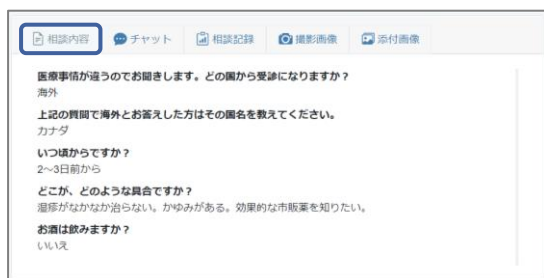 相談内容 チャット 相談記録 撮影画像 添付画像
医療事情が違うのでお聞きします。どの国から受診になりますか？
海外
上記の質問で海外とお答えした方はその国名を教えてください。
カナダ
いつ頃からですか？
2～3日前から
どこが、どのような具合ですか？
湿疹がなかなか治らない。かゆみがある。効果的な市販薬を知りたい。
お酒は飲みますか？
いいえ